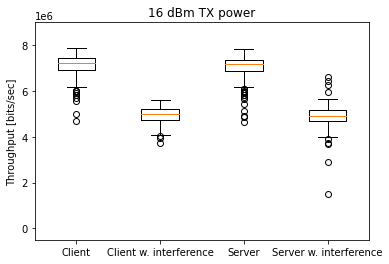 16 dBm TX power
1e6
8
6
4
2
0
Throughput [bits/sec]
Client Client w. interference Server Server w. interference